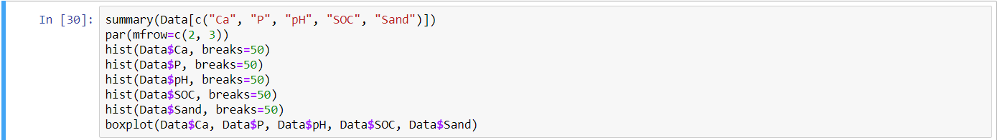 In [30]: summary(Data[c("Ca", "P", "pH", "SOC", "Sand")])
par(mfrow=c(2, 3))
hist(Data$Ca, breaks=50)
hist(Data$P, breaks=50)
hist(Data$pH, breaks=50)
hist(Data$SOC, breaks=50)
hist(Data$Sand, breaks=50)
boxplot(Data$Ca, Data$P, Data$pH, Data$SOC, Data$Sand)